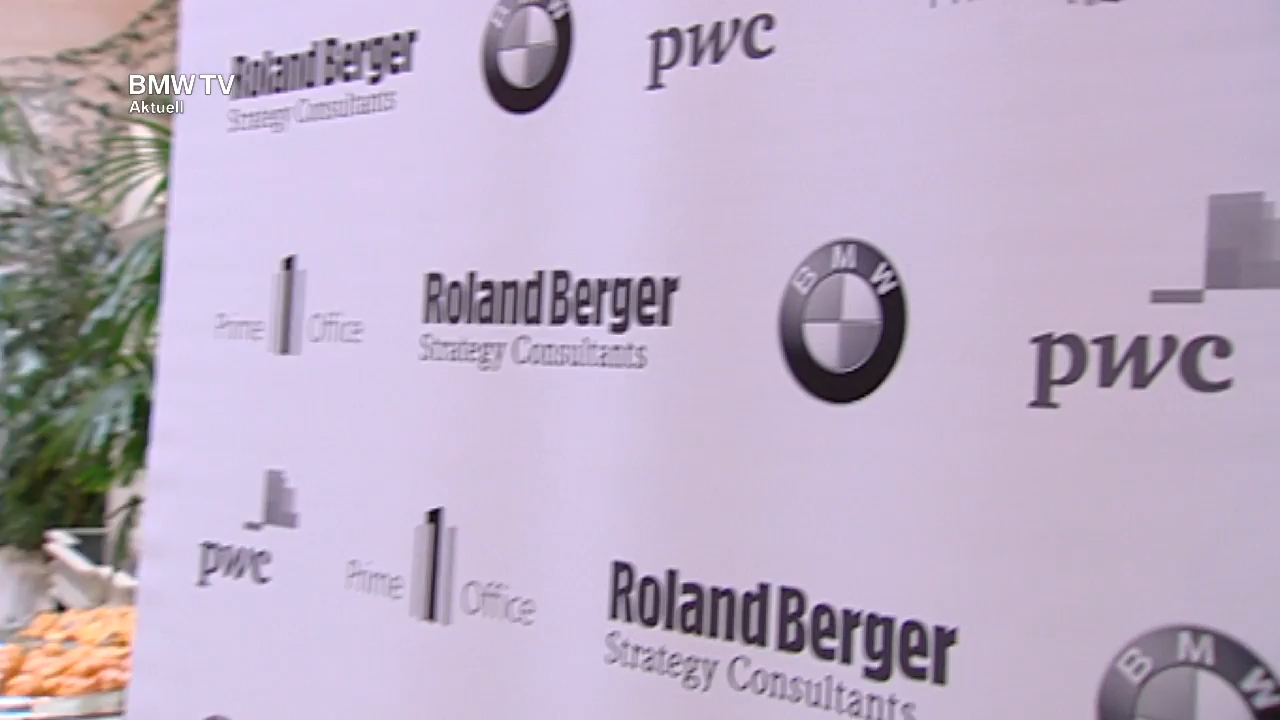 BMW TV
Aktuell
Roland Berger
Strategy Consultants
BMW
pwc
Prime Office
Roland Berger
Strategy Consultants
BMW
pwc
pwc
Prime Office
Roland Berger
Strategy Consultants
BMW